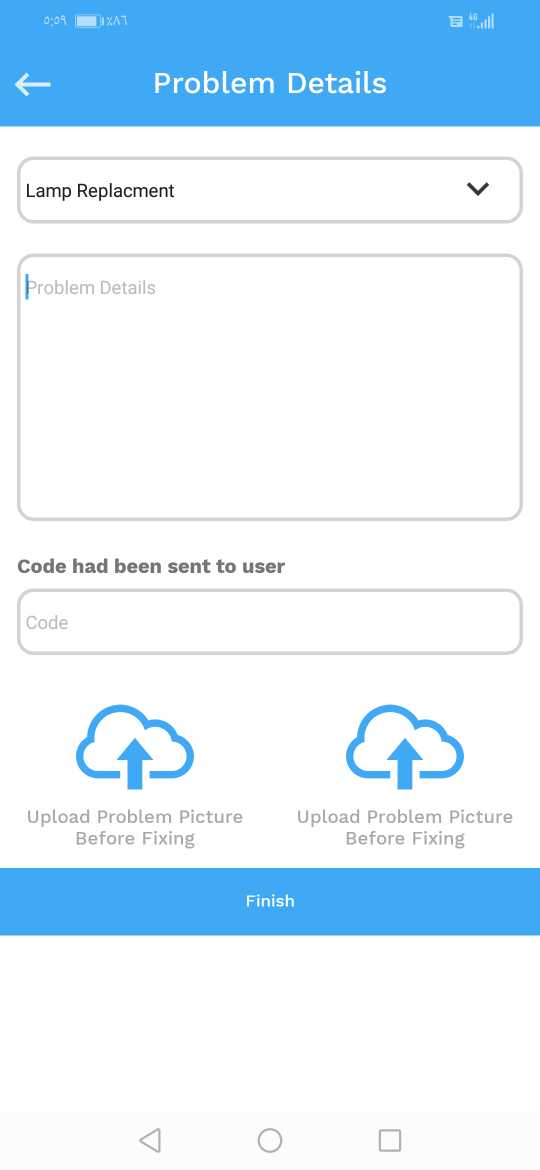 ٥:٥٩ ٪٨٦ 4G
Problem Details
Lamp Replacment
Problem Details
Code had been sent to user
Code
Upload Problem Picture
Before Fixing
Upload Problem Picture
Before Fixing
Finish